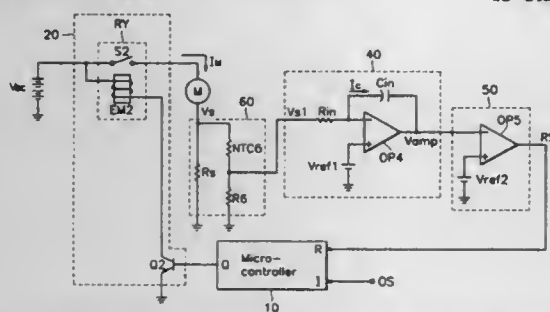 20
RY
S2
IM
40
M
EM2
Vs
60
Vs1
Rin
Ic
Cin
OP4
Vamp
Vref1
50
OP5
Vref2
NTC6
Rs
R6
Q2
Q
Micro-
controller
R
I
OS
10